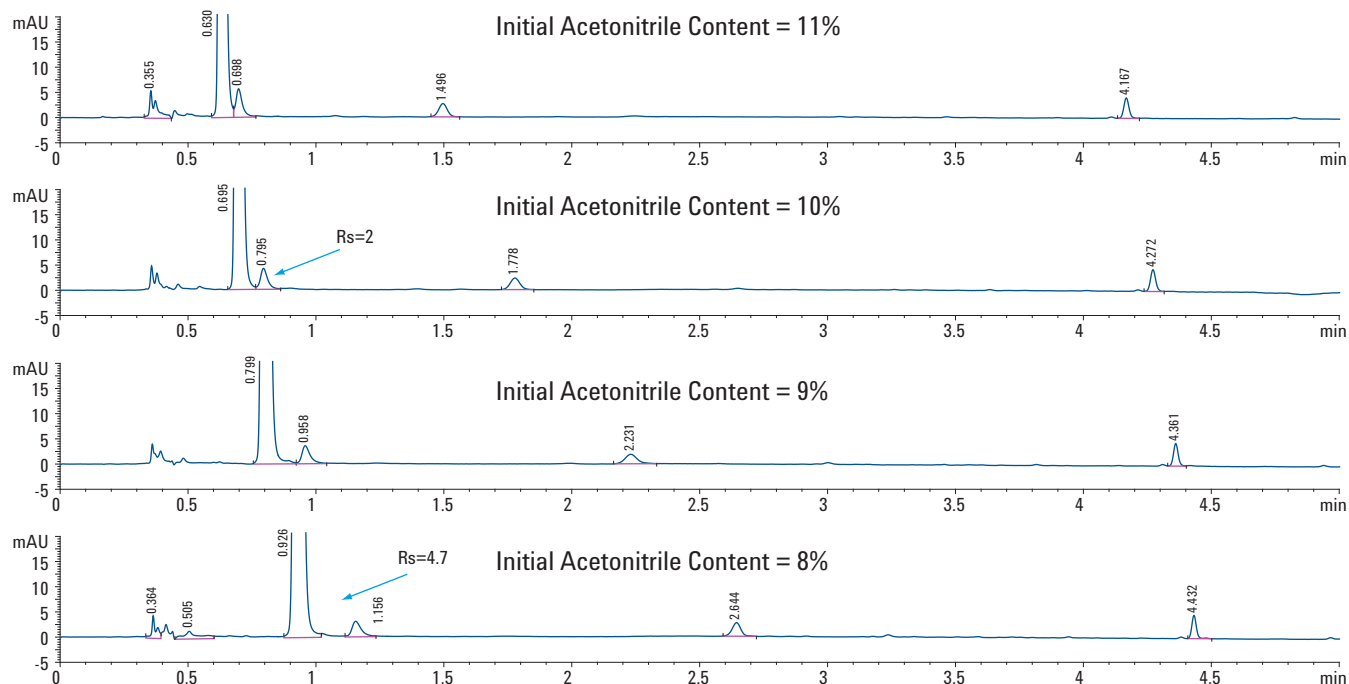 mAU
Initial Acetonitrile Content = 11%
15
10
5
0
-5
0.355
0.630
0.698
1.496
4.167
0 0.5 1 1.5 2 2.5 3 3.5 4 4.5 min
mAU
Initial Acetonitrile Content = 10%
15
10
5
0
-5
0.695
0.795
Rs=2
1.778
4.272
0 0.5 1 1.5 2 2.5 3 3.5 4 4.5 min
mAU
Initial Acetonitrile Content = 9%
15
10
5
0
-5
0.799
0.958
2.231
4.361
0 0.5 1 1.5 2 2.5 3 3.5 4 4.5 min
mAU
Initial Acetonitrile Content = 8%
15
10
5
0
-5
0.364
0.505
0.926
Rs=4.7
1.156
2.644
4.432
0 0.5 1 1.5 2 2.5 3 3.5 4 4.5 min